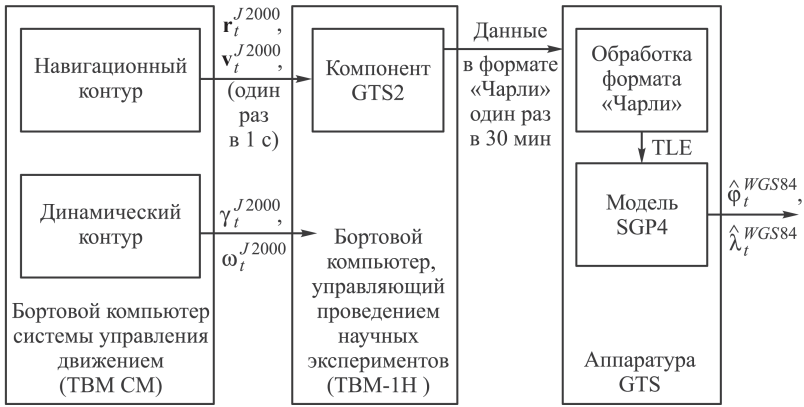 Навигационный
контур
r_t^{J2000},
v_t^{J2000},
(один
раз
в 1 с)
Компонент
GTS2
Данные
в формате
«Чарли»
один раз
в 30 мин
Обработка
формата
«Чарли»
TLE
Модель
SGP4
φ̂_t^{WGS84},
λ̂_t^{WGS84}
Динамический
контур
γ_t^{J2000},
ω_t^{J2000}
Бортовой компьютер
системы управления
движением
(ТВМ СМ)
Бортовой
компьютер,
управляющий
проведением
научных
экспериментов
(ТВМ-1Н )
Аппаратура
GTS